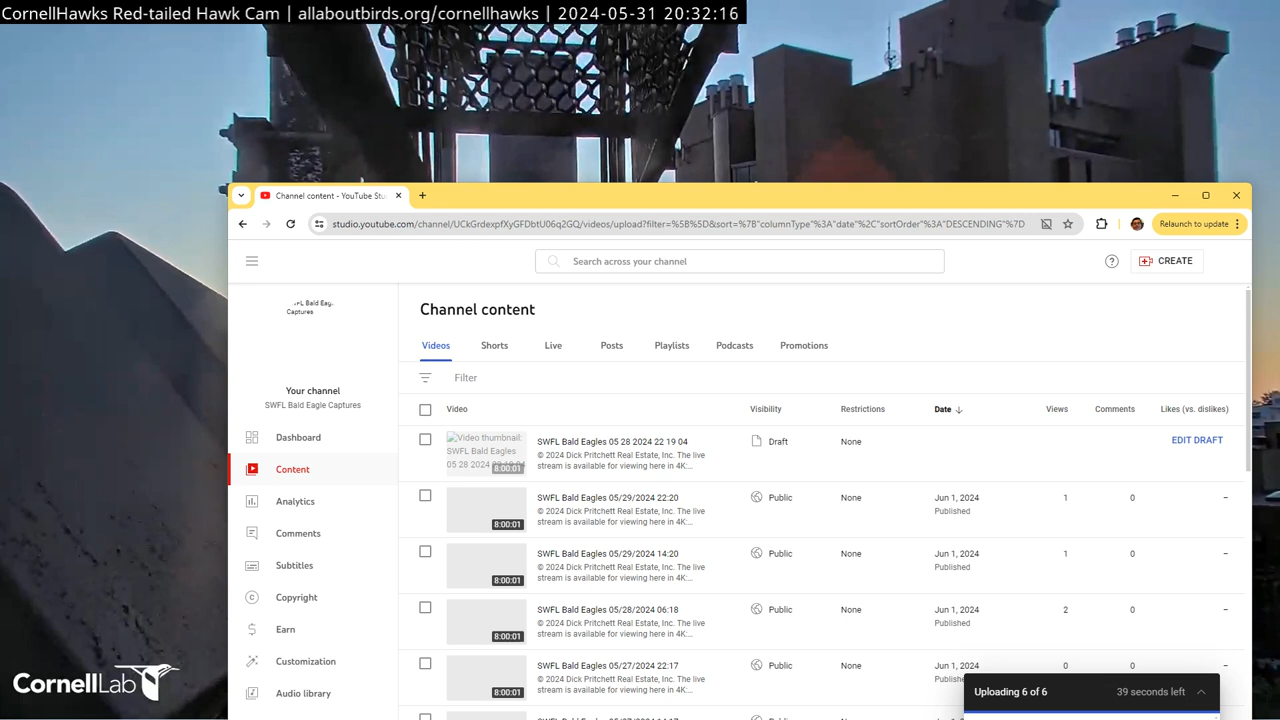 CornellHawks Red-tailed Hawk Cam | allaboutbirds.org/cornellhawks | 2024-05-31 20:32:16
Channel content - YouTube Stu
studio.youtube.com/channel/UCkGrdexpfXyGFDbtU06q2GQ/videos/upload?filter=%5B%5D&sort=%7B"columnType"%3A"date"%2C"sortOrder"%3A"DESCENDING"%7D
Relaunch to update
Search across your channel
CREATE
SWFL Bald Eag.
Captures
Your channel
SWFL Bald Eagle Captures
Dashboard
Content
Analytics
Comments
Subtitles
Copyright
Earn
Customization
Audio library
Channel content
Videos Shorts Live Posts Playlists Podcasts Promotions
Filter
Video Visibility Restrictions Date Views Comments Likes (vs. dislikes)
Video thumbnail:
SWFL Bald Eagles
05 28 2024
8:00:01
SWFL Bald Eagles 05 28 2024 22 19 04
© 2024 Dick Pritchett Real Estate, Inc. The live
stream is available for viewing here in 4K:...
Draft None EDIT DRAFT
8:00:01
SWFL Bald Eagles 05/29/2024 22:20
© 2024 Dick Pritchett Real Estate, Inc. The live
stream is available for viewing here in 4K:...
Public None Jun 1, 2024 1 0 –
Published
8:00:01
SWFL Bald Eagles 05/29/2024 14:20
© 2024 Dick Pritchett Real Estate, Inc. The live
stream is available for viewing here in 4K:...
Public None Jun 1, 2024 1 0 –
Published
8:00:01
SWFL Bald Eagles 05/28/2024 06:18
© 2024 Dick Pritchett Real Estate, Inc. The live
stream is available for viewing here in 4K:...
Public None Jun 1, 2024 2 0 –
Published
8:00:01
SWFL Bald Eagles 05/27/2024 22:17
© 2024 Dick Pritchett Real Estate, Inc. The live
stream is available for viewing here in 4K:...
Public None Jun 1, 2024 0 0 –
Uploading 6 of 6 39 seconds left
CornellLab